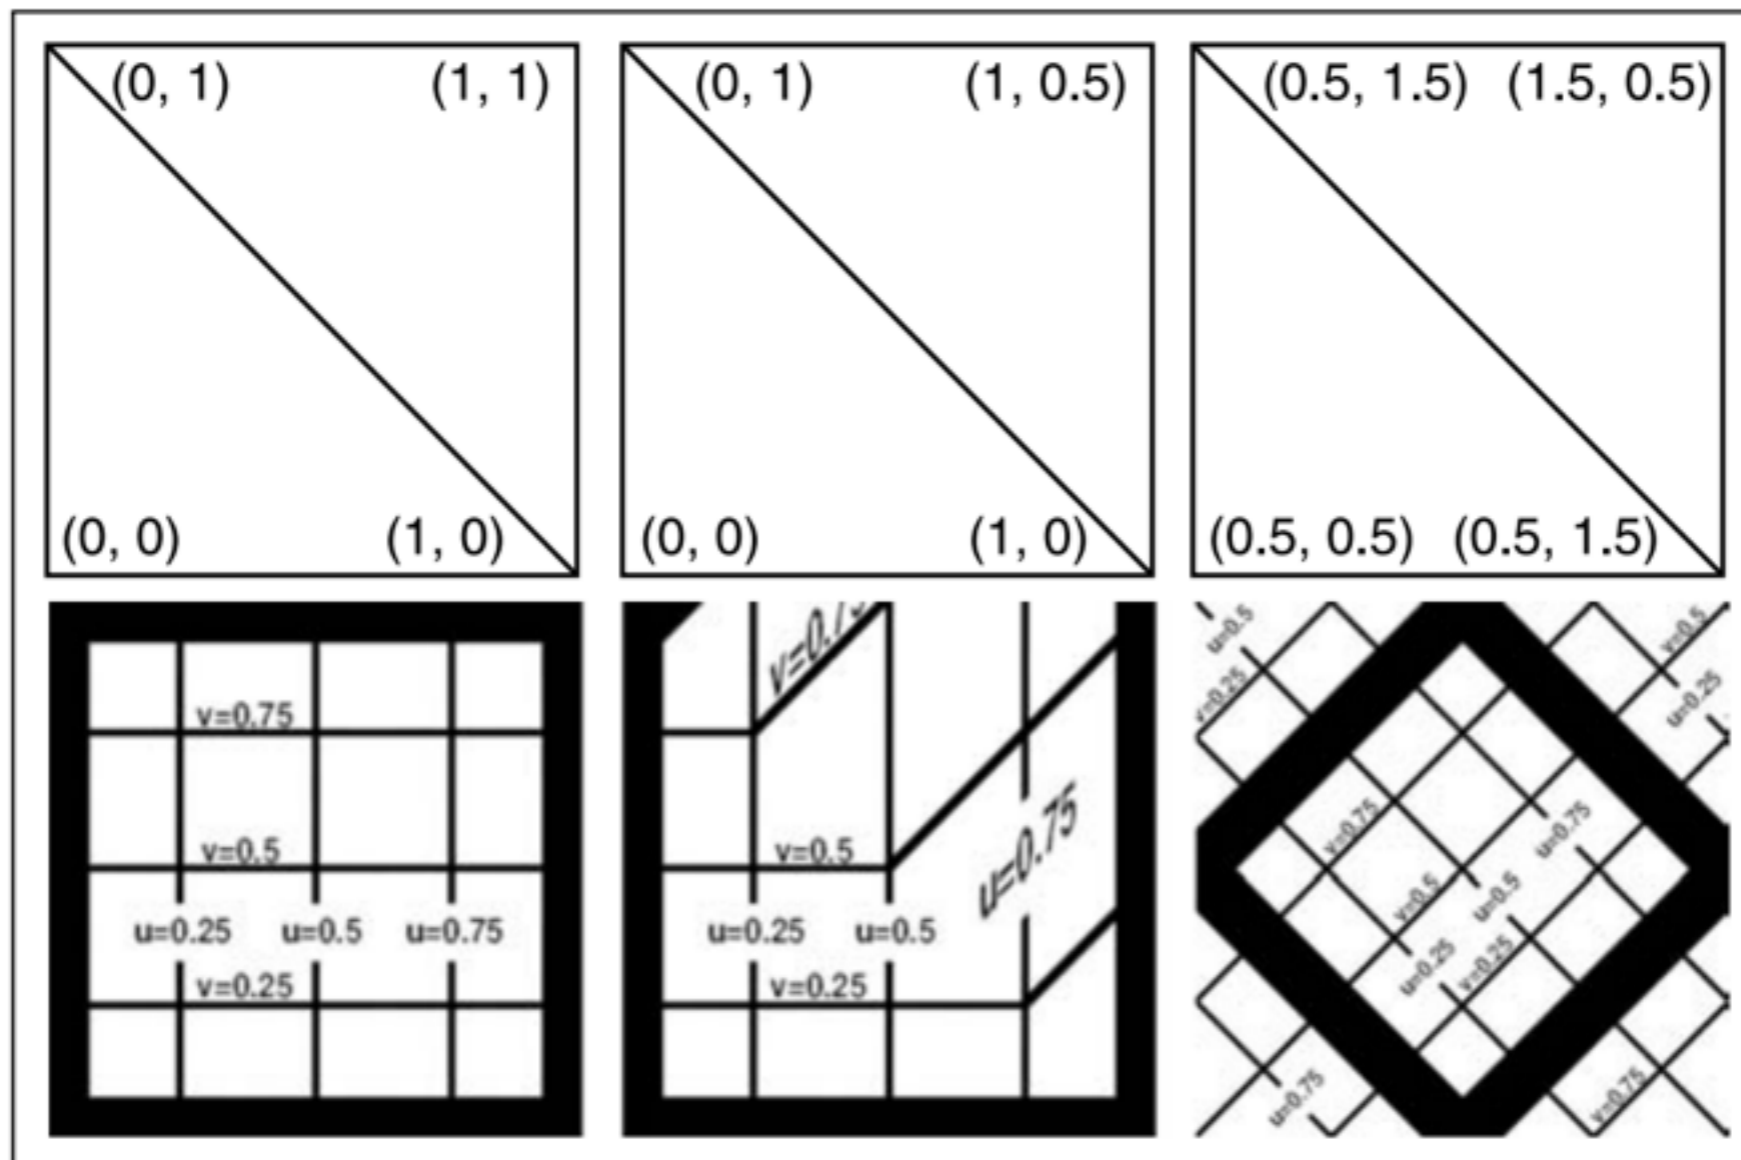 (0, 1) (1, 1)
(0, 0) (1, 0)
(0, 1) (1, 0.5)
(0, 0) (1, 0)
(0.5, 1.5) (1.5, 0.5)
(0.5, 0.5) (0.5, 1.5)
v=0.75
v=0.5
u=0.25 u=0.5 u=0.75
v=0.25
v=0.75
v=0.5
u=0.75
u=0.25 u=0.5
v=0.25
u=0.5
v=0.25
v=0.5
u=0.25
v=0.75
u=0.75
v=0.5
u=0.5
u=0.25
v=0.25
u=0.75
v=0.75